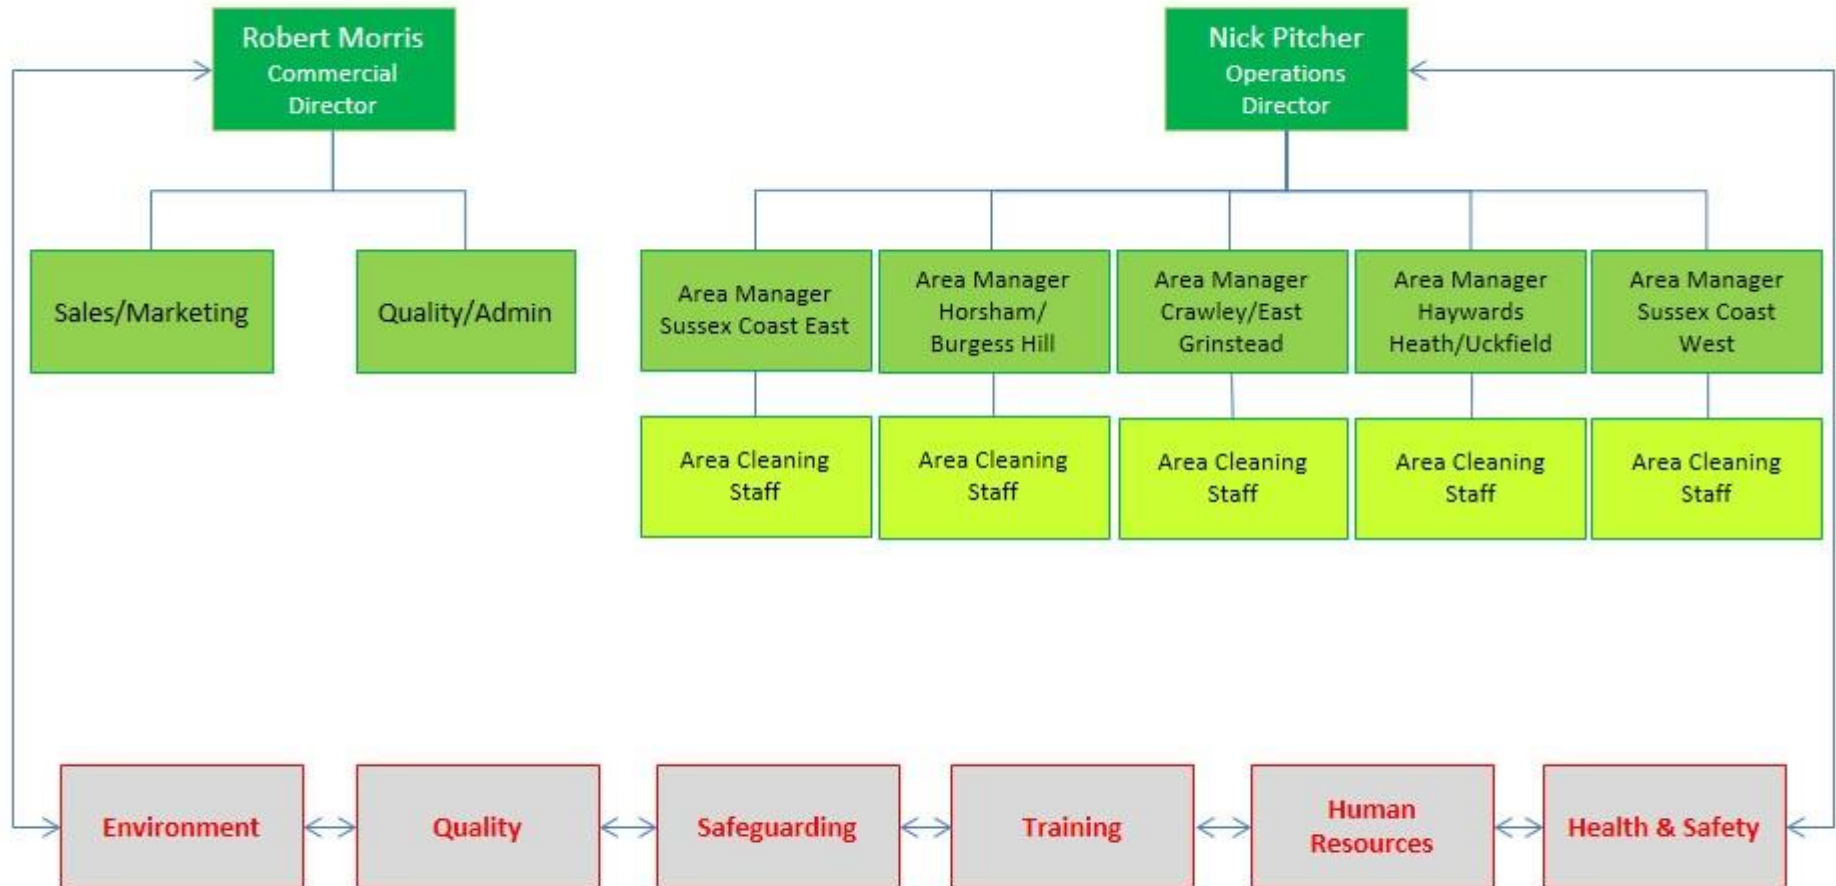 Robert Morris
Commercial
Director
Nick Pitcher
Operations
Director
Sales/Marketing
Quality/Admin
Area Manager
Sussex Coast East
Area Manager
Horsham/
Burgess Hill
Area Manager
Crawley/East
Grinstead
Area Manager
Haywards
Heath/Uckfield
Area Manager
Sussex Coast
West
Area Cleaning
Staff
Area Cleaning
Staff
Area Cleaning
Staff
Area Cleaning
Staff
Area Cleaning
Staff
Environment
Quality
Safeguarding
Training
Human
Resources
Health & Safety